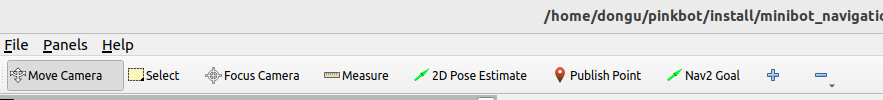 /home/dongu/pinkbot/install/minibot_navigatio
File Panels Help
Move Camera Select Focus Camera Measure 2D Pose Estimate Publish Point Nav2 Goal